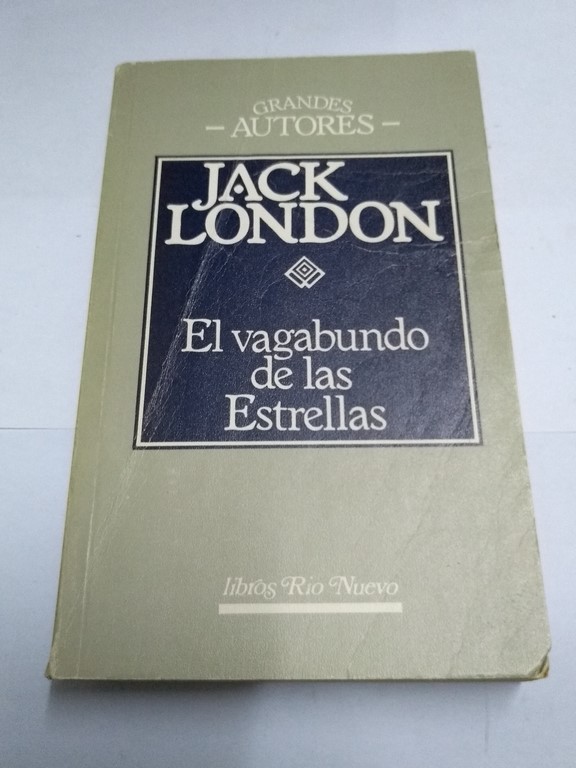 GRANDES
– AUTORES –
JACK
LONDON
El vagabundo
de las
Estrellas
libros Río Nuevo